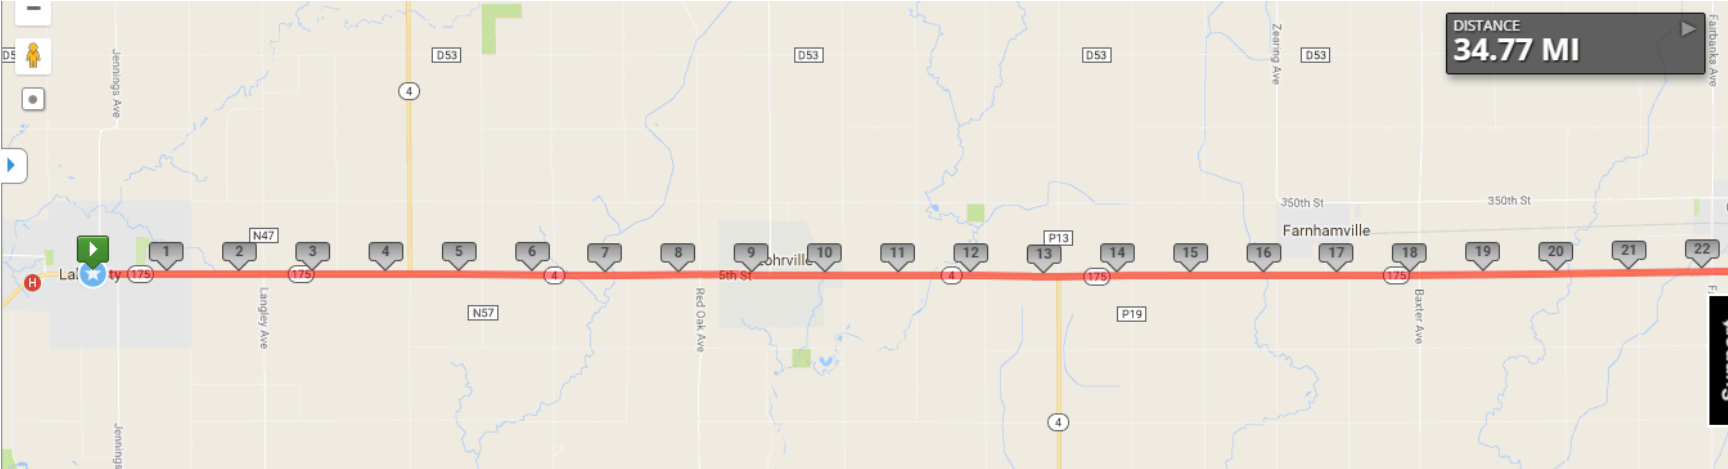 DISTANCE
34.77 MI
D53
D53
D53
D53
Jennings Ave
Zearing Ave
Fairbanks Ave
4
350th St
350th St
N47
P13
Farnhamville
1
2
3
4
5
6
7
8
9
10
11
12
13
14
15
16
17
18
19
20
21
22
H
175
175
4
5th St
4
175
175
Langley Ave
Red Oak Ave
Baxter Ave
N57
P19
4
Jennings